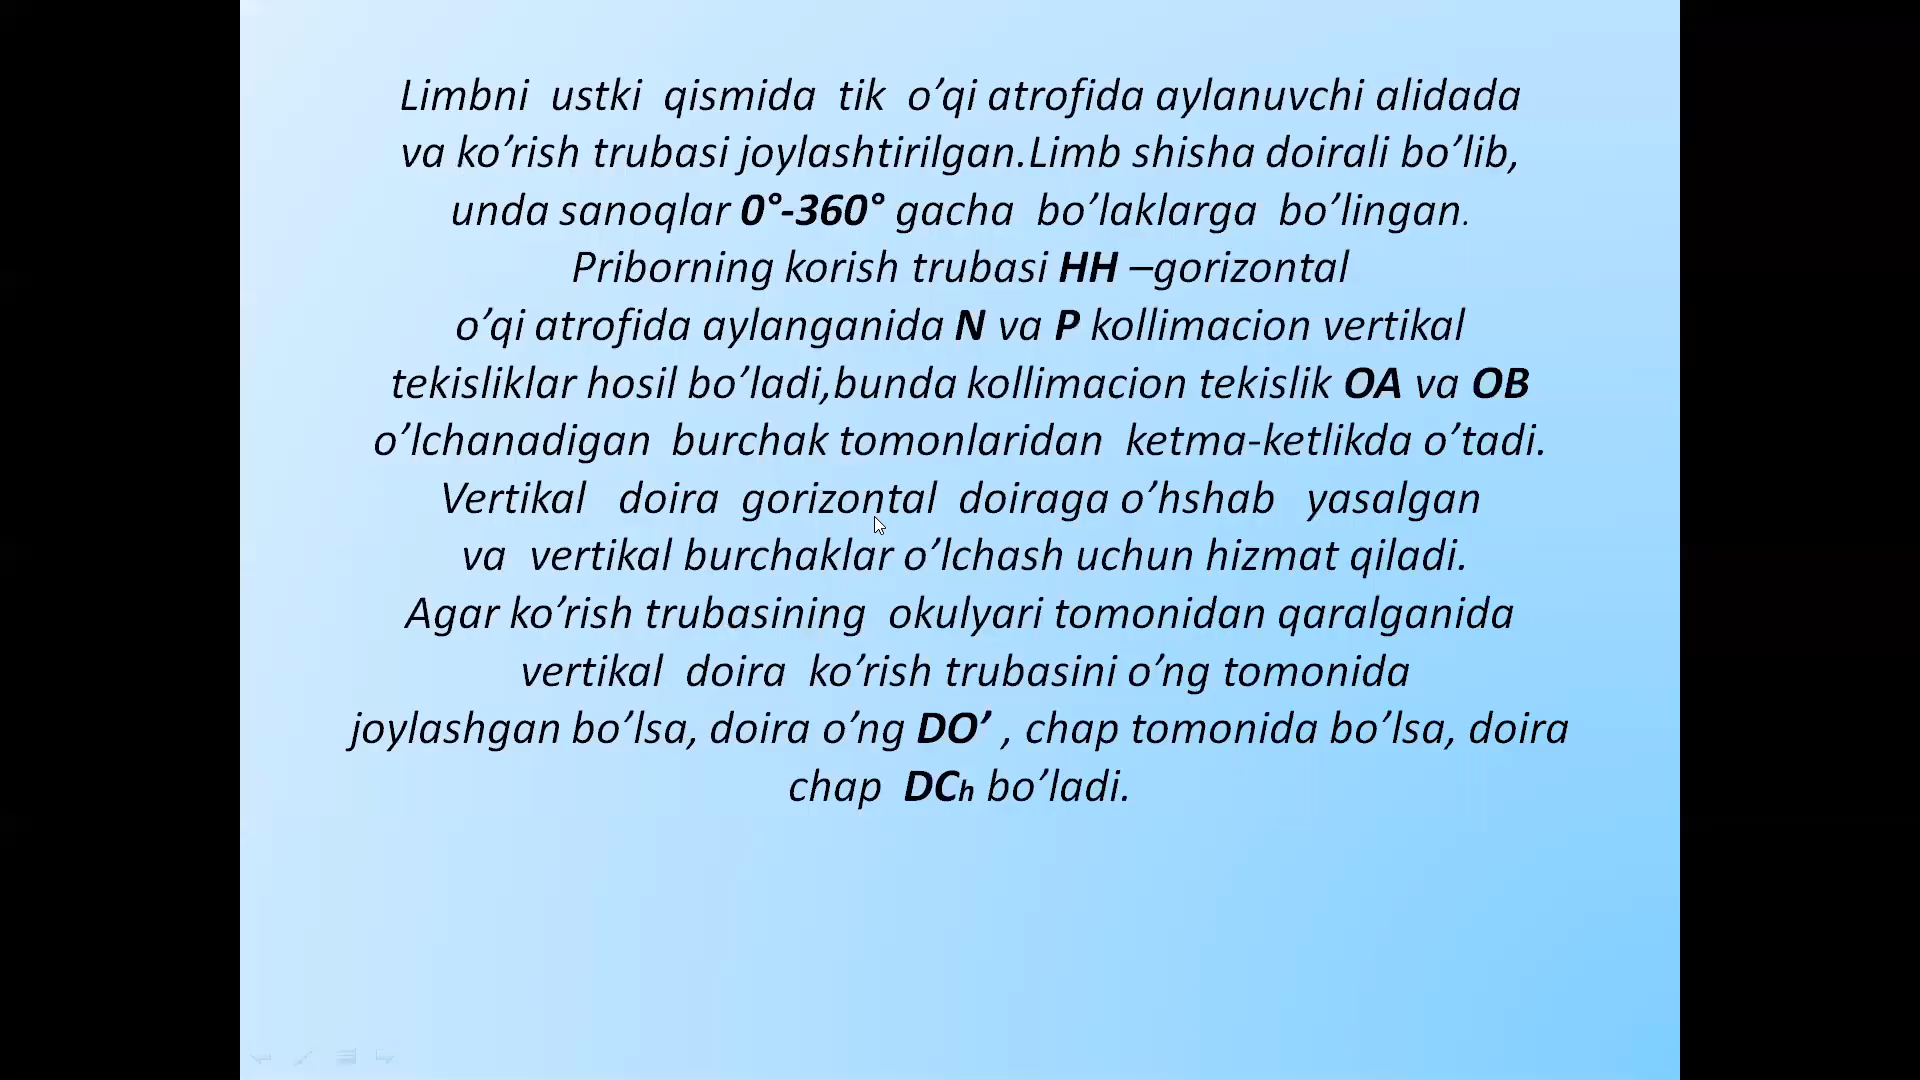 Limbni ustki qismida tik o’qi atrofida aylanuvchi alidada
va ko’rish trubasi joylashtirilgan.Limb shisha doirali bo’lib,
unda sanoqlar 0°-360° gacha bo’laklarga bo’lingan.
Priborning korish trubasi HH –gorizontal
o’qi atrofida aylanganida N va P kollimacion vertikal
tekisliklar hosil bo’ladi,bunda kollimacion tekislik OA va OB
o’lchanadigan burchak tomonlaridan ketma-ketlikda o’tadi.
Vertikal doira gorizontal doiraga o’hshab yasalgan
va vertikal burchaklar o’lchash uchun hizmat qiladi.
Agar ko’rish trubasining okulyari tomonidan qaralganida
vertikal doira ko’rish trubasini o’ng tomonida
joylashgan bo’lsa, doira o’ng DO’ , chap tomonida bo’lsa, doira
chap DCh bo’ladi.